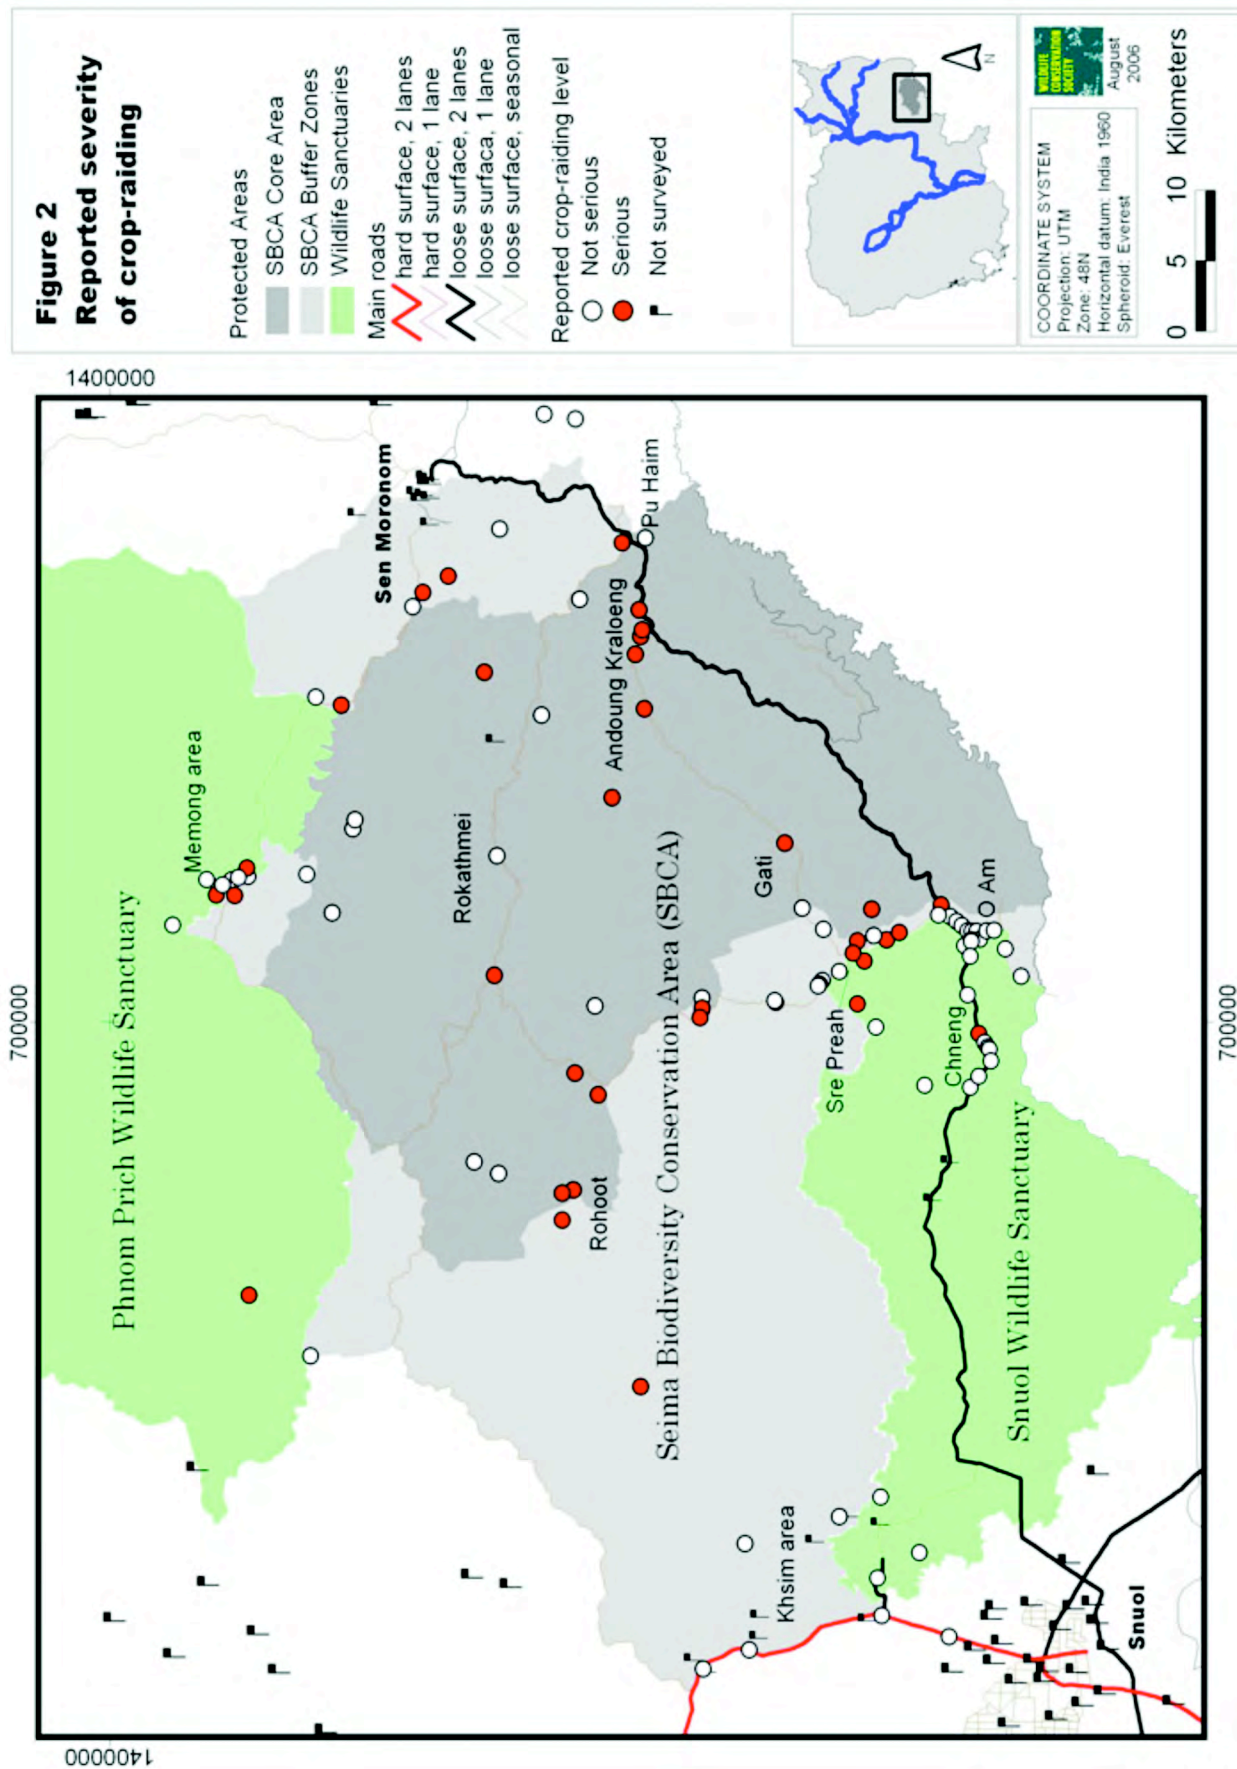 Figure 2
Reported severity
of crop-raiding
Protected Areas
SBCA Core Area
SBCA Buffer Zones
Wildlife Sanctuaries
Main roads
hard surface, 2 lanes
hard surface, 1 lane
loose surface, 2 lanes
loose surfaca, 1 lane
loose surface, seasonal
Reported crop-raiding level
Not serious
Serious
Not surveyed
N
COORDINATE SYSTEM
Projection: UTM
Zone: 48N
Horizontal datum: India 1960
Spheroid: Everest
WILDLIFE
CONSERVATION
SOCIETY
August
2006
0 5 10 Kilometers
1400000
700000
1400000
700000
Phnom Prich Wildlife Sanctuary
Memong area
Sen Moronom
Rokathmei
Rohoot
Andoung Kraloeng
Pu Haim
Seima Biodiversity Conservation Area (SBCA)
Gati
Khsim area
Sre Preah
Chneng
Am
Snuol Wildlife Sanctuary
Snuol